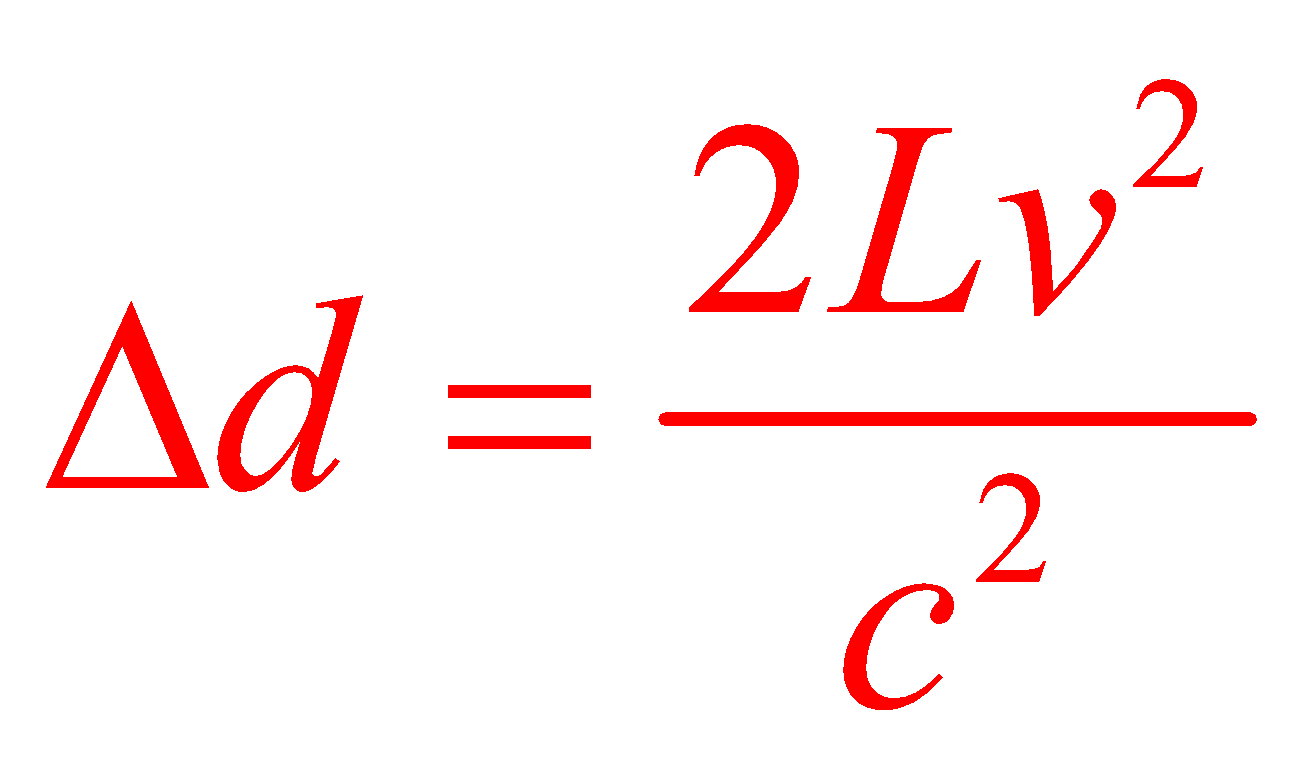 Δd = 2Lv² / c²